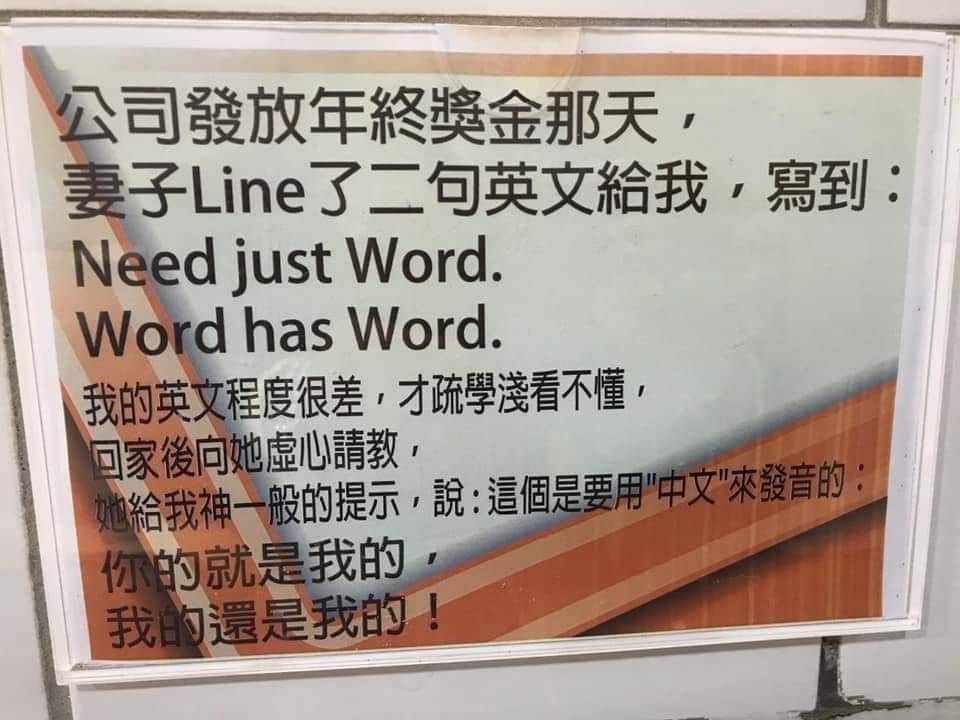 公司發放年終獎金那天，
妻子Line了二句英文給我，寫到：
Need just Word.
Word has Word.
我的英文程度很差，才疏學淺看不懂，
回家後向她虛心請教，
她給我神一般的提示，說：這個是要用"中文"來發音的：
你的就是我的，
我的還是我的！